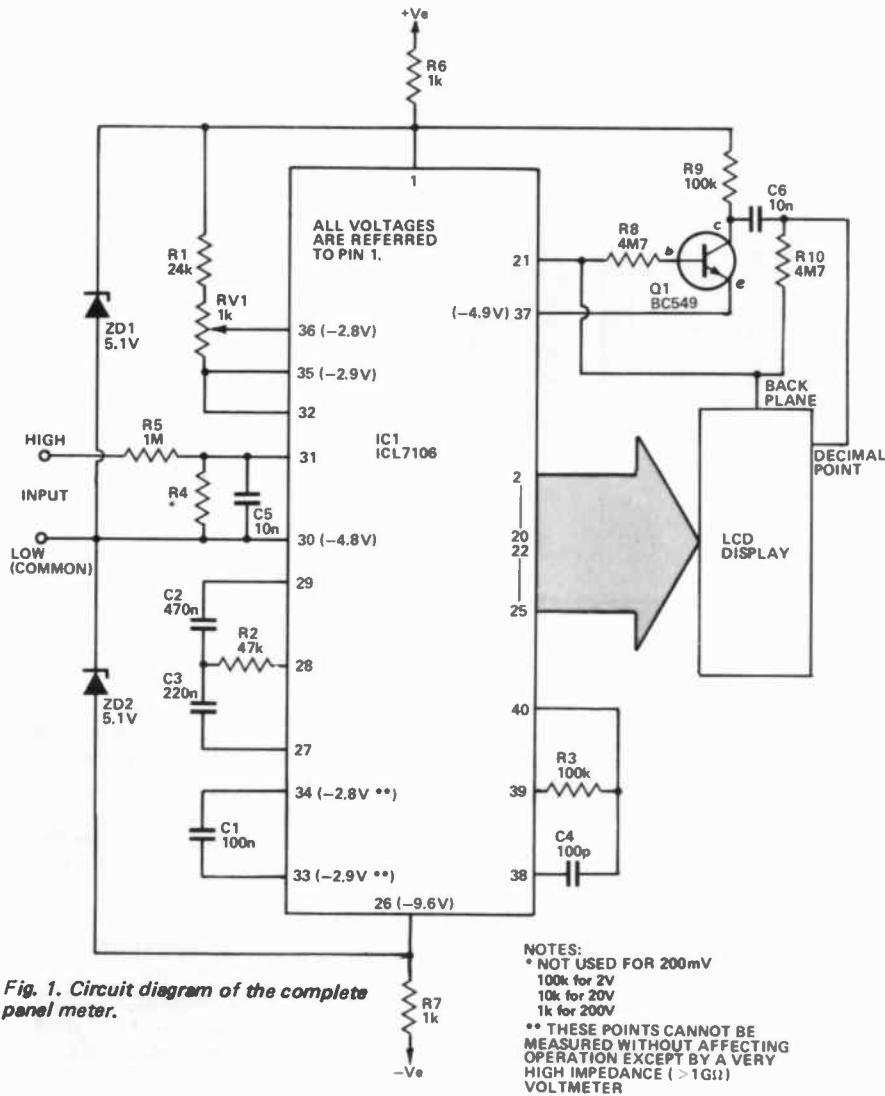 +Ve
R6
1k
1
ALL VOLTAGES
ARE REFERRED
TO PIN 1.
R9
100k
C6
10n
R1
24k
RV1
1k
ZD1
5.1V
36 (−2.8V)
35 (−2.9V)
32
21
R8
4M7
b
c
e
Q1
BC549
R10
4M7
(−4.9V) 37
BACK
PLANE
DECIMAL
POINT
HIGH
R5
1M
31
IC1
ICL7106
INPUT
R4
*
C5
10n
LOW
(COMMON)
30 (−4.8V)
2
20
22
25
LCD
DISPLAY
29
C2
470n
R2
47k
28
C3
220n
27
ZD2
5.1V
40
R3
100k
39
C4
100p
38
34 (−2.8V **)
C1
100n
33 (−2.9V **)
26 (−9.6V)
R7
1k
−Ve
Fig. 1. Circuit diagram of the complete
panel meter.
NOTES:
* NOT USED FOR 200mV
100k for 2V
10k for 20V
1k for 200V
** THESE POINTS CANNOT BE
MEASURED WITHOUT AFFECTING
OPERATION EXCEPT BY A VERY
HIGH IMPEDANCE ( >1GΩ)
VOLTMETER